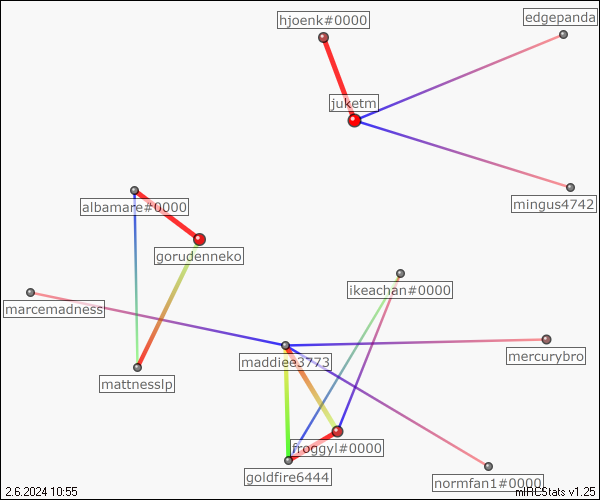 hjoenk#0000
edgepanda
juketm
mingus4742
albamare#0000
gorudenneko
ikeachan#0000
marcemadness
mercurybro
maddiee3773
mattnesslp
froggyl#0000
goldfire6444
normfan1#0000
2.6.2024 10:55
mIRCStats v1.25